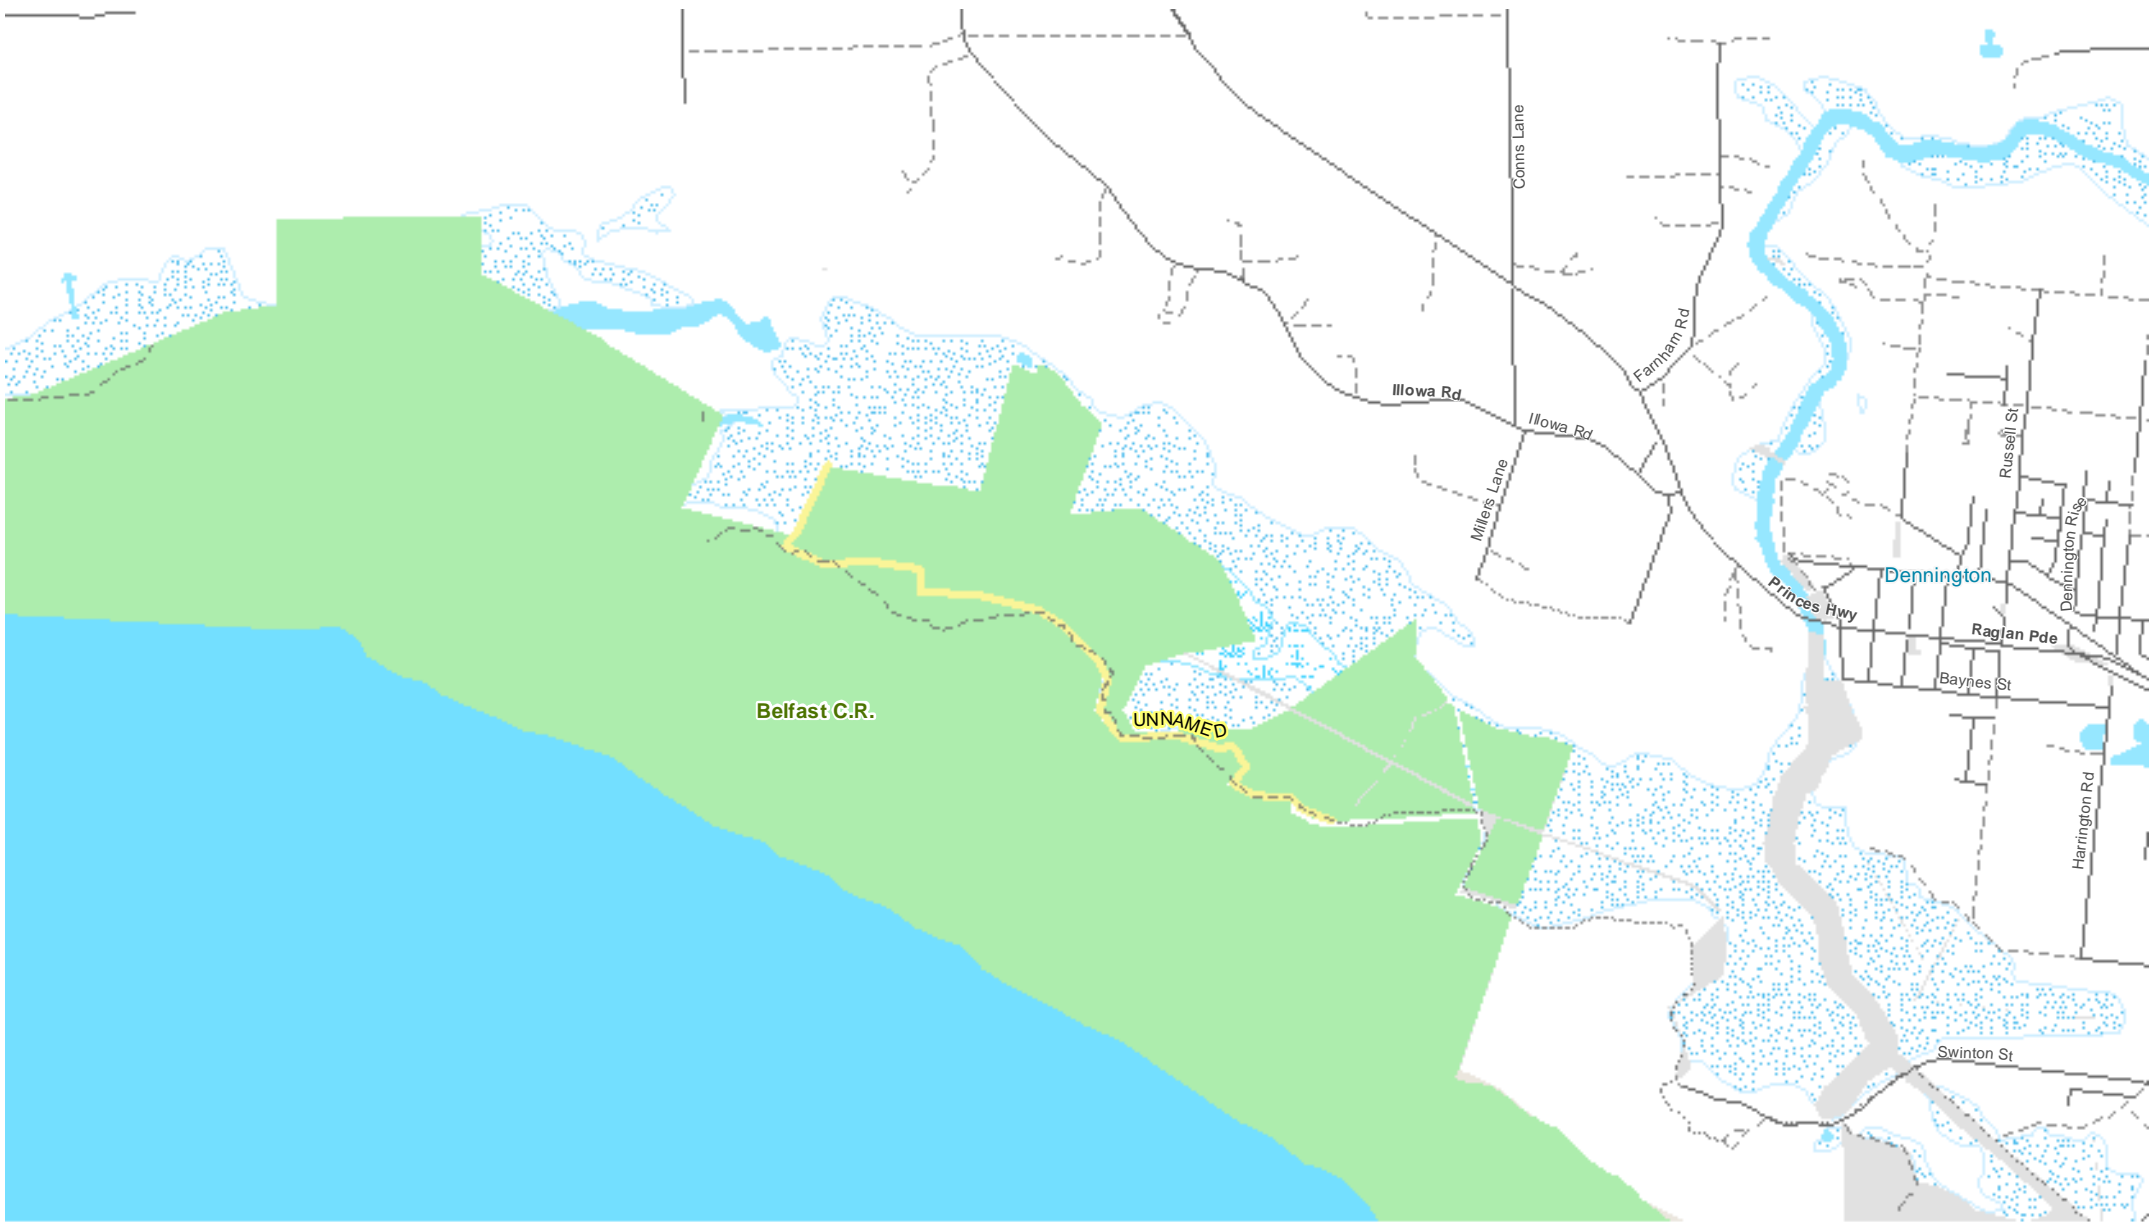 Conns Lane
Farnham Rd
Illowa Rd
Illowa Rd
Russell St
Millers Lane
Dennington Rise
Dennington
Princes Hwy
Raglan Pde
Baynes St
Belfast C.R.
UNNAMED
Harrington Rd
Swinton St